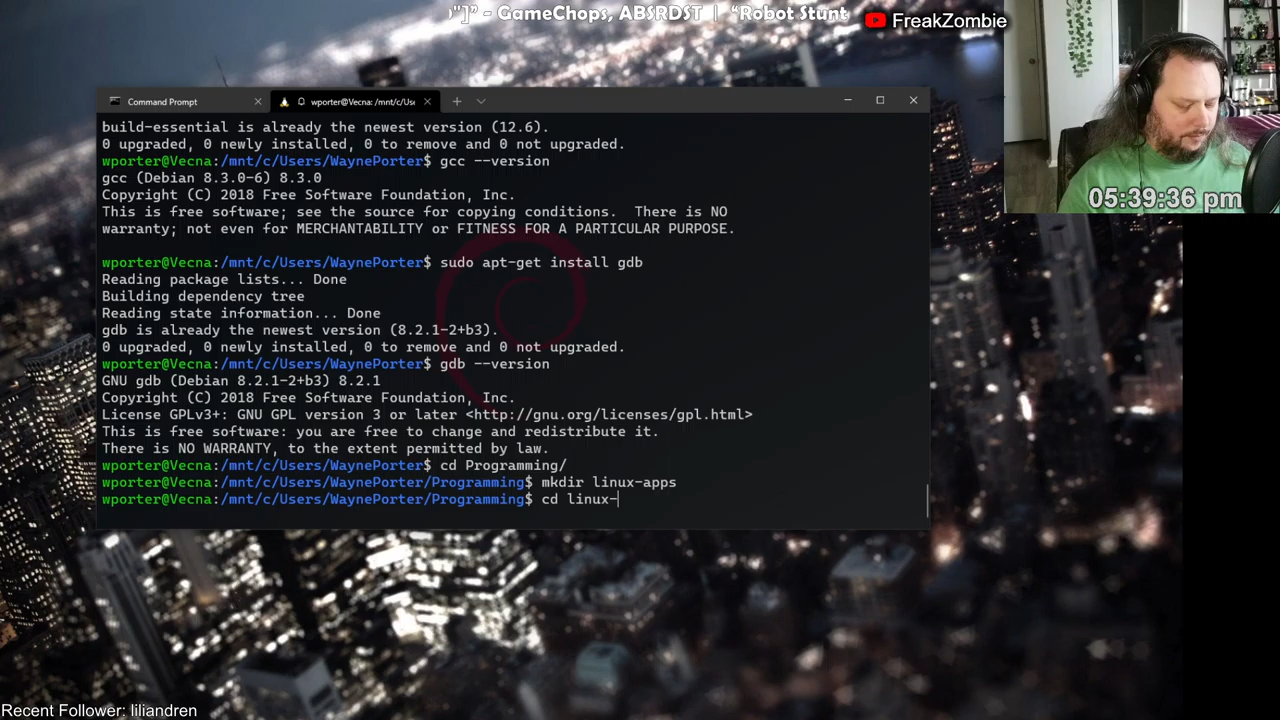 "]" - GameChops, ABSRDST | "Robot Stunt
FreakZombie
Command Prompt
wporter@Vecna: /mnt/c/Use
build-essential is already the newest version (12.6).
0 upgraded, 0 newly installed, 0 to remove and 0 not upgraded.
wporter@Vecna:/mnt/c/Users/WaynePorter$ gcc --version
gcc (Debian 8.3.0-6) 8.3.0
Copyright (C) 2018 Free Software Foundation, Inc.
This is free software; see the source for copying conditions.  There is NO
warranty; not even for MERCHANTABILITY or FITNESS FOR A PARTICULAR PURPOSE.
wporter@Vecna:/mnt/c/Users/WaynePorter$ sudo apt-get install gdb
Reading package lists... Done
Building dependency tree
Reading state information... Done
gdb is already the newest version (8.2.1-2+b3).
0 upgraded, 0 newly installed, 0 to remove and 0 not upgraded.
wporter@Vecna:/mnt/c/Users/WaynePorter$ gdb --version
GNU gdb (Debian 8.2.1-2+b3) 8.2.1
Copyright (C) 2018 Free Software Foundation, Inc.
License GPLv3+: GNU GPL version 3 or later <http://gnu.org/licenses/gpl.html>
This is free software: you are free to change and redistribute it.
There is NO WARRANTY, to the extent permitted by law.
wporter@Vecna:/mnt/c/Users/WaynePorter$ cd Programming/
wporter@Vecna:/mnt/c/Users/WaynePorter/Programming$ mkdir linux-apps
wporter@Vecna:/mnt/c/Users/WaynePorter/Programming$ cd linux-
05:39:36 pm
Recent Follower: liliandren